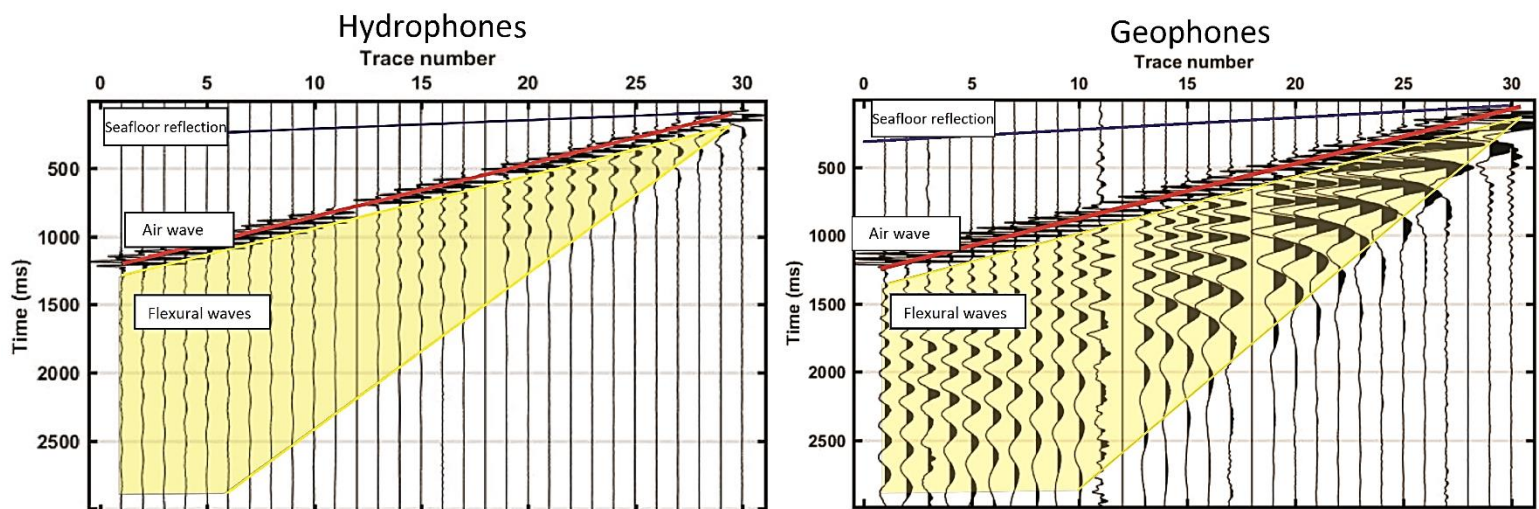 Hydrophones
Trace number
0 5 10 15 20 25 30
Seafloor reflection
500
Air wave
1000
Flexural waves
1500
2000
2500
Time (ms)
Geophones
Trace number
0 5 10 15 20 25 30
Seafloor reflection
500
Air wave
1000
Flexural waves
1500
2000
2500
Time (ms)